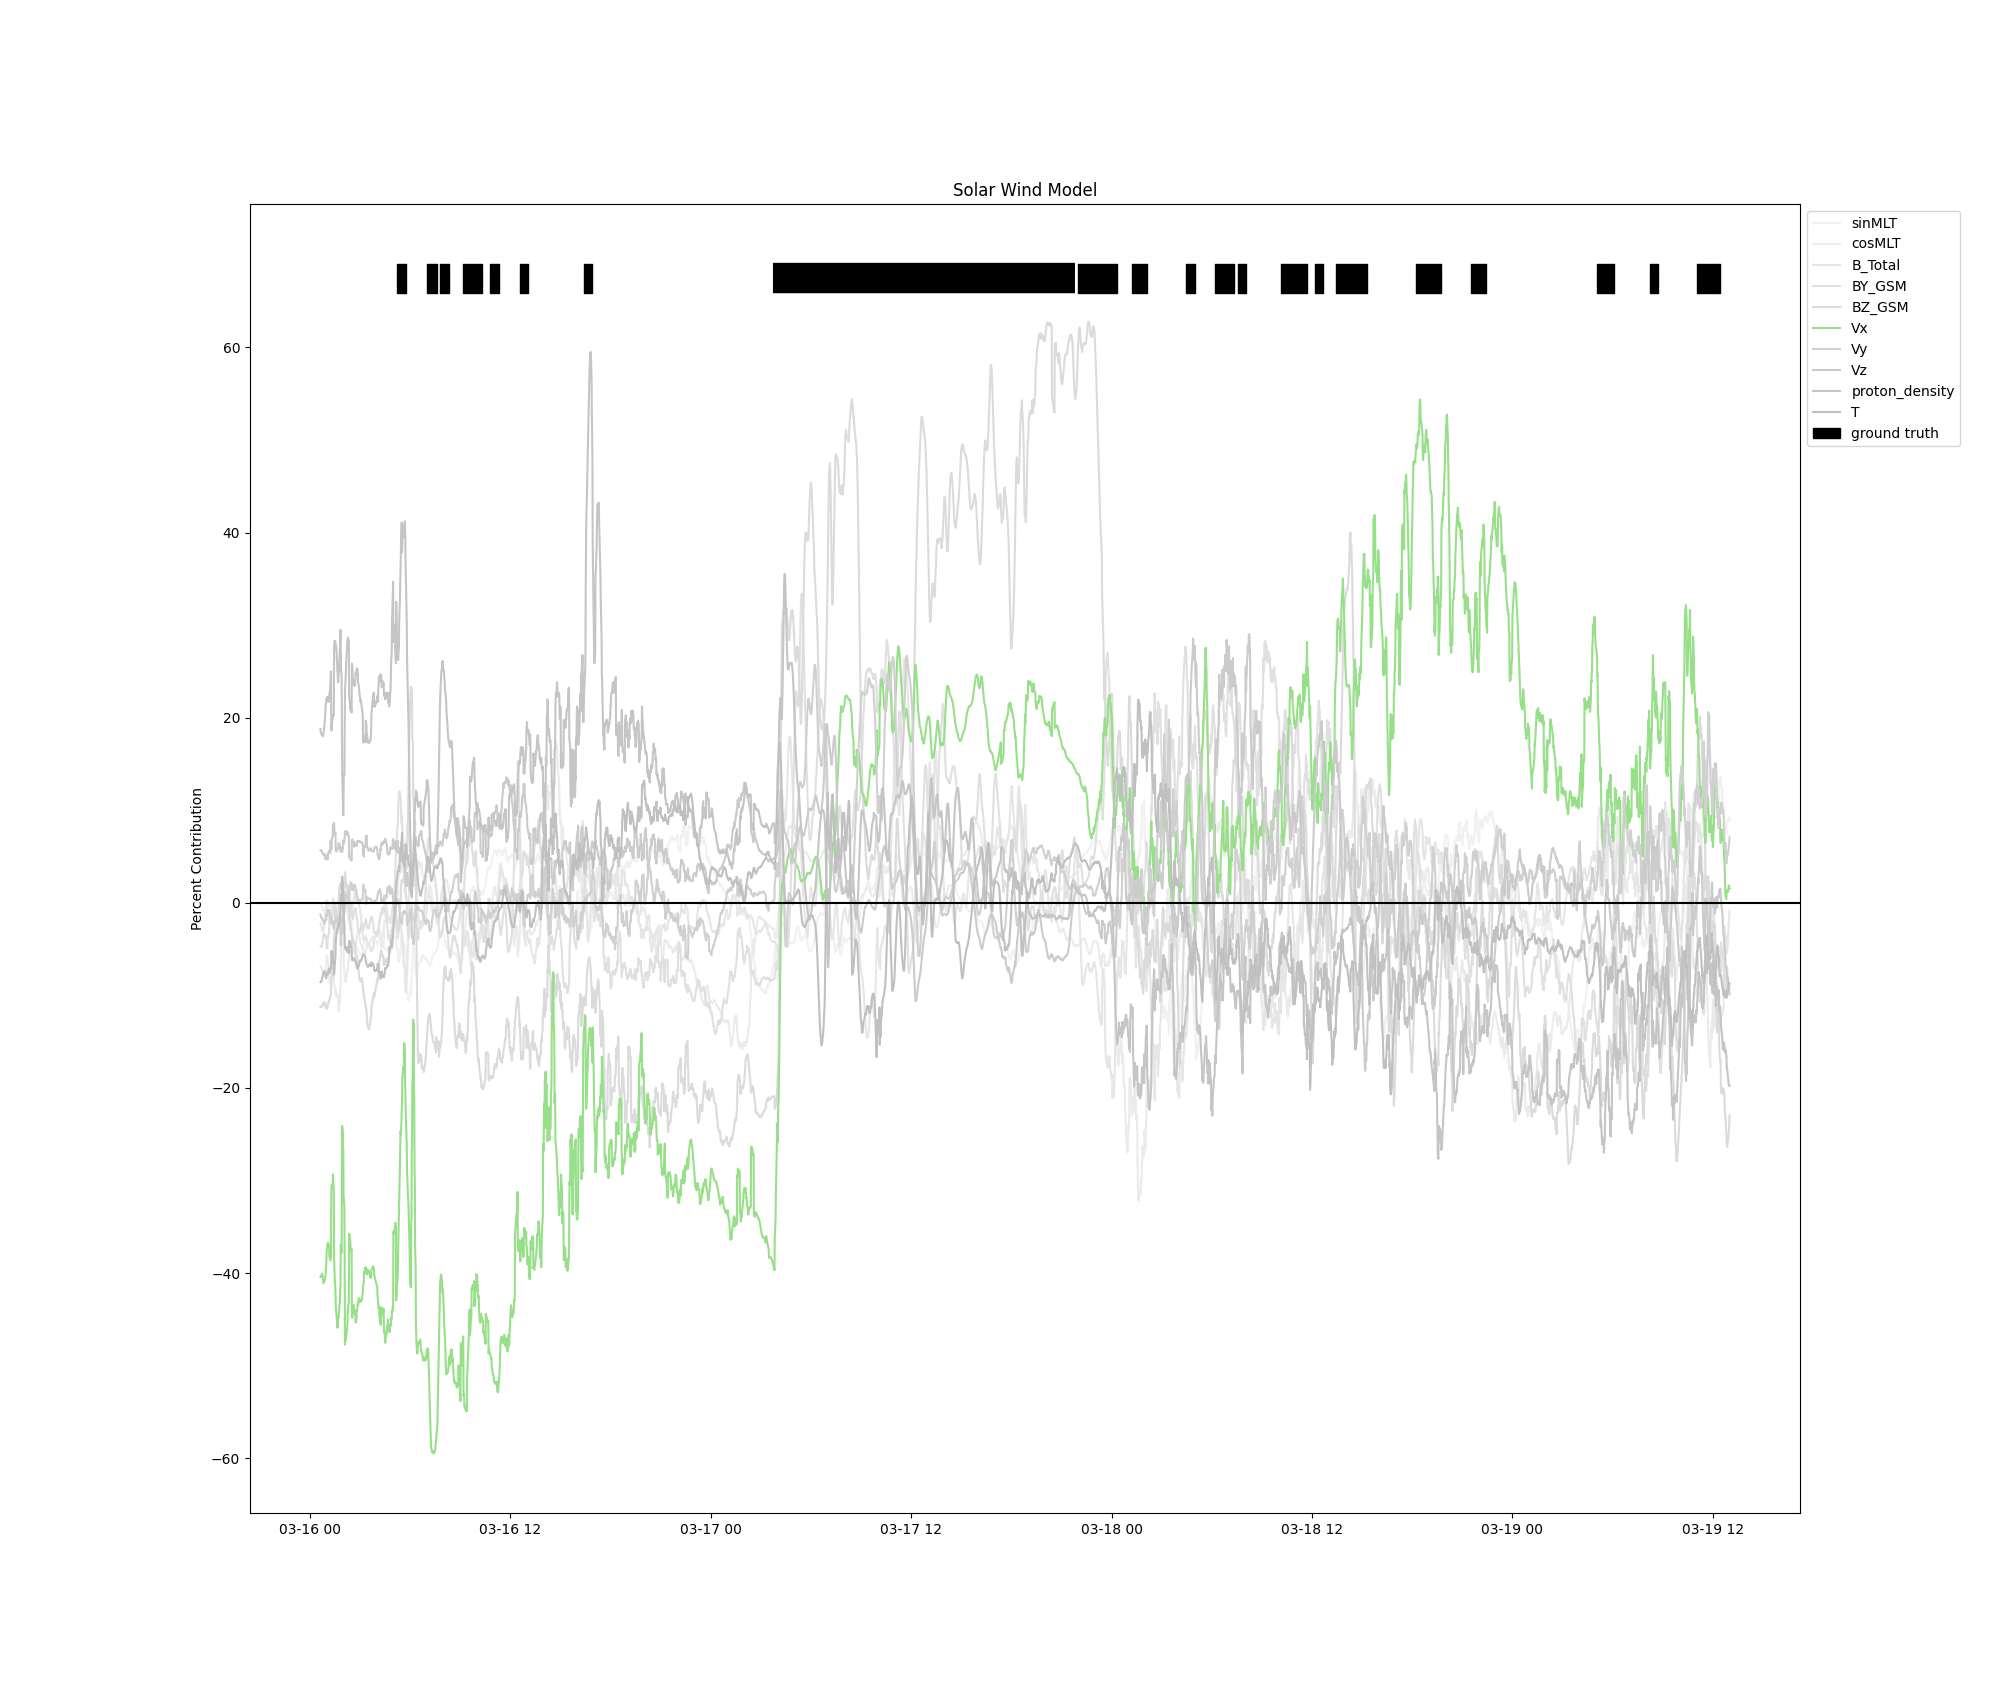 Solar Wind Model
sinMLT
cosMLT
B_Total
BY_GSM
BZ_GSM
Vx
Vy
Vz
proton_density
T
ground truth
Percent Contribution
60
40
20
0
−20
−40
−60
03-16 00
03-16 12
03-17 00
03-17 12
03-18 00
03-18 12
03-19 00
03-19 12